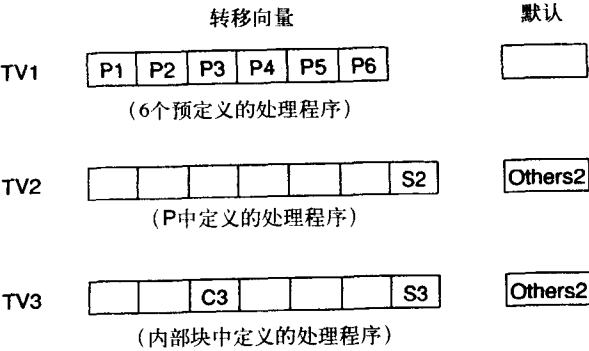 转移向量 默认
TV1 P1 P2 P3 P4 P5 P6
(6个预定义的处理程序)
TV2 S2 Others2
(P中定义的处理程序)
TV3 C3 S3 Others2
(内部块中定义的处理程序)